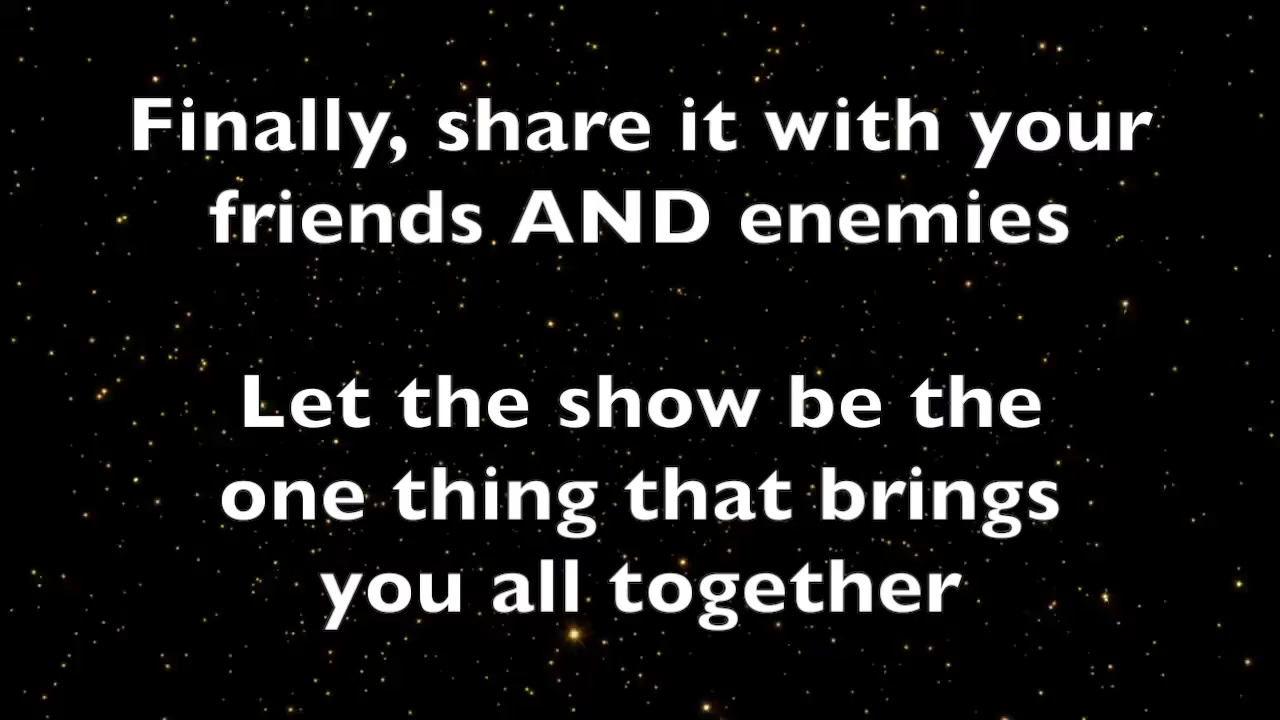 Finally, share it with your
friends AND enemies
Let the show be the
one thing that brings
you all together